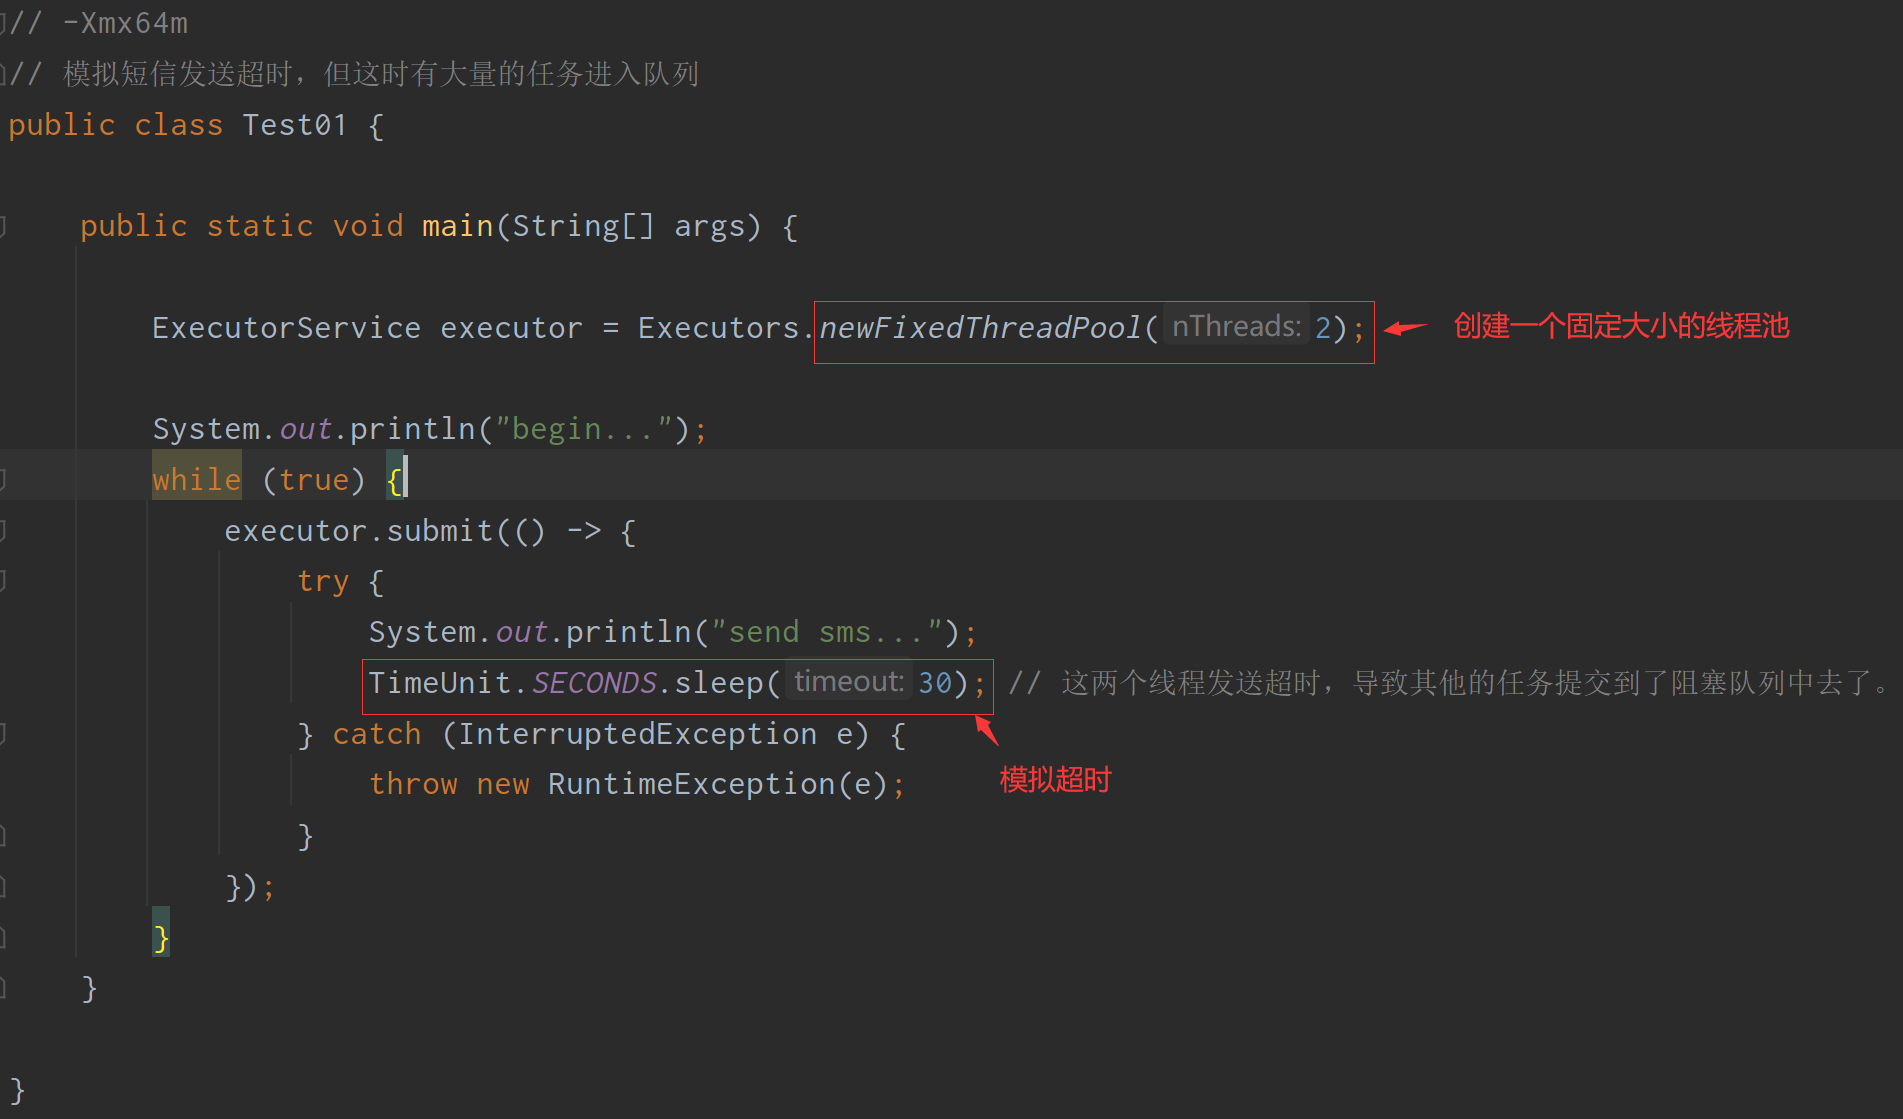 // -Xmx64m
// 模拟短信发送超时，但这时有大量的任务进入队列
public class Test01 {
public static void main(String[] args) {
ExecutorService executor = Executors.newFixedThreadPool( nThreads: 2); 创建一个固定大小的线程池
System.out.println("begin...");
while (true) {
executor.submit(() -> {
try {
System.out.println("send sms...");
TimeUnit.SECONDS.sleep( timeout: 30); // 这两个线程发送超时，导致其他的任务提交到了阻塞队列中去了。
} catch (InterruptedException e) {
throw new RuntimeException(e);
模拟超时
}
});
}
}
}